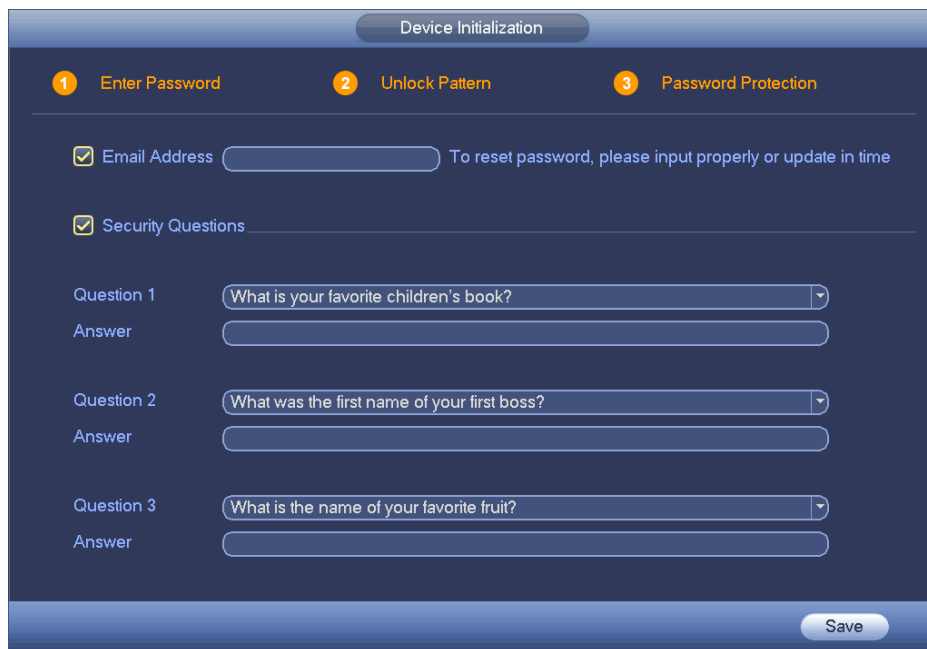 Device Initialization
1 Enter Password 2 Unlock Pattern 3 Password Protection
Email Address To reset password, please input properly or update in time
Security Questions
Question 1 What is your favorite children's book?
Answer
Question 2 What was the first name of your first boss?
Answer
Question 3 What is the name of your favorite fruit?
Answer
Save